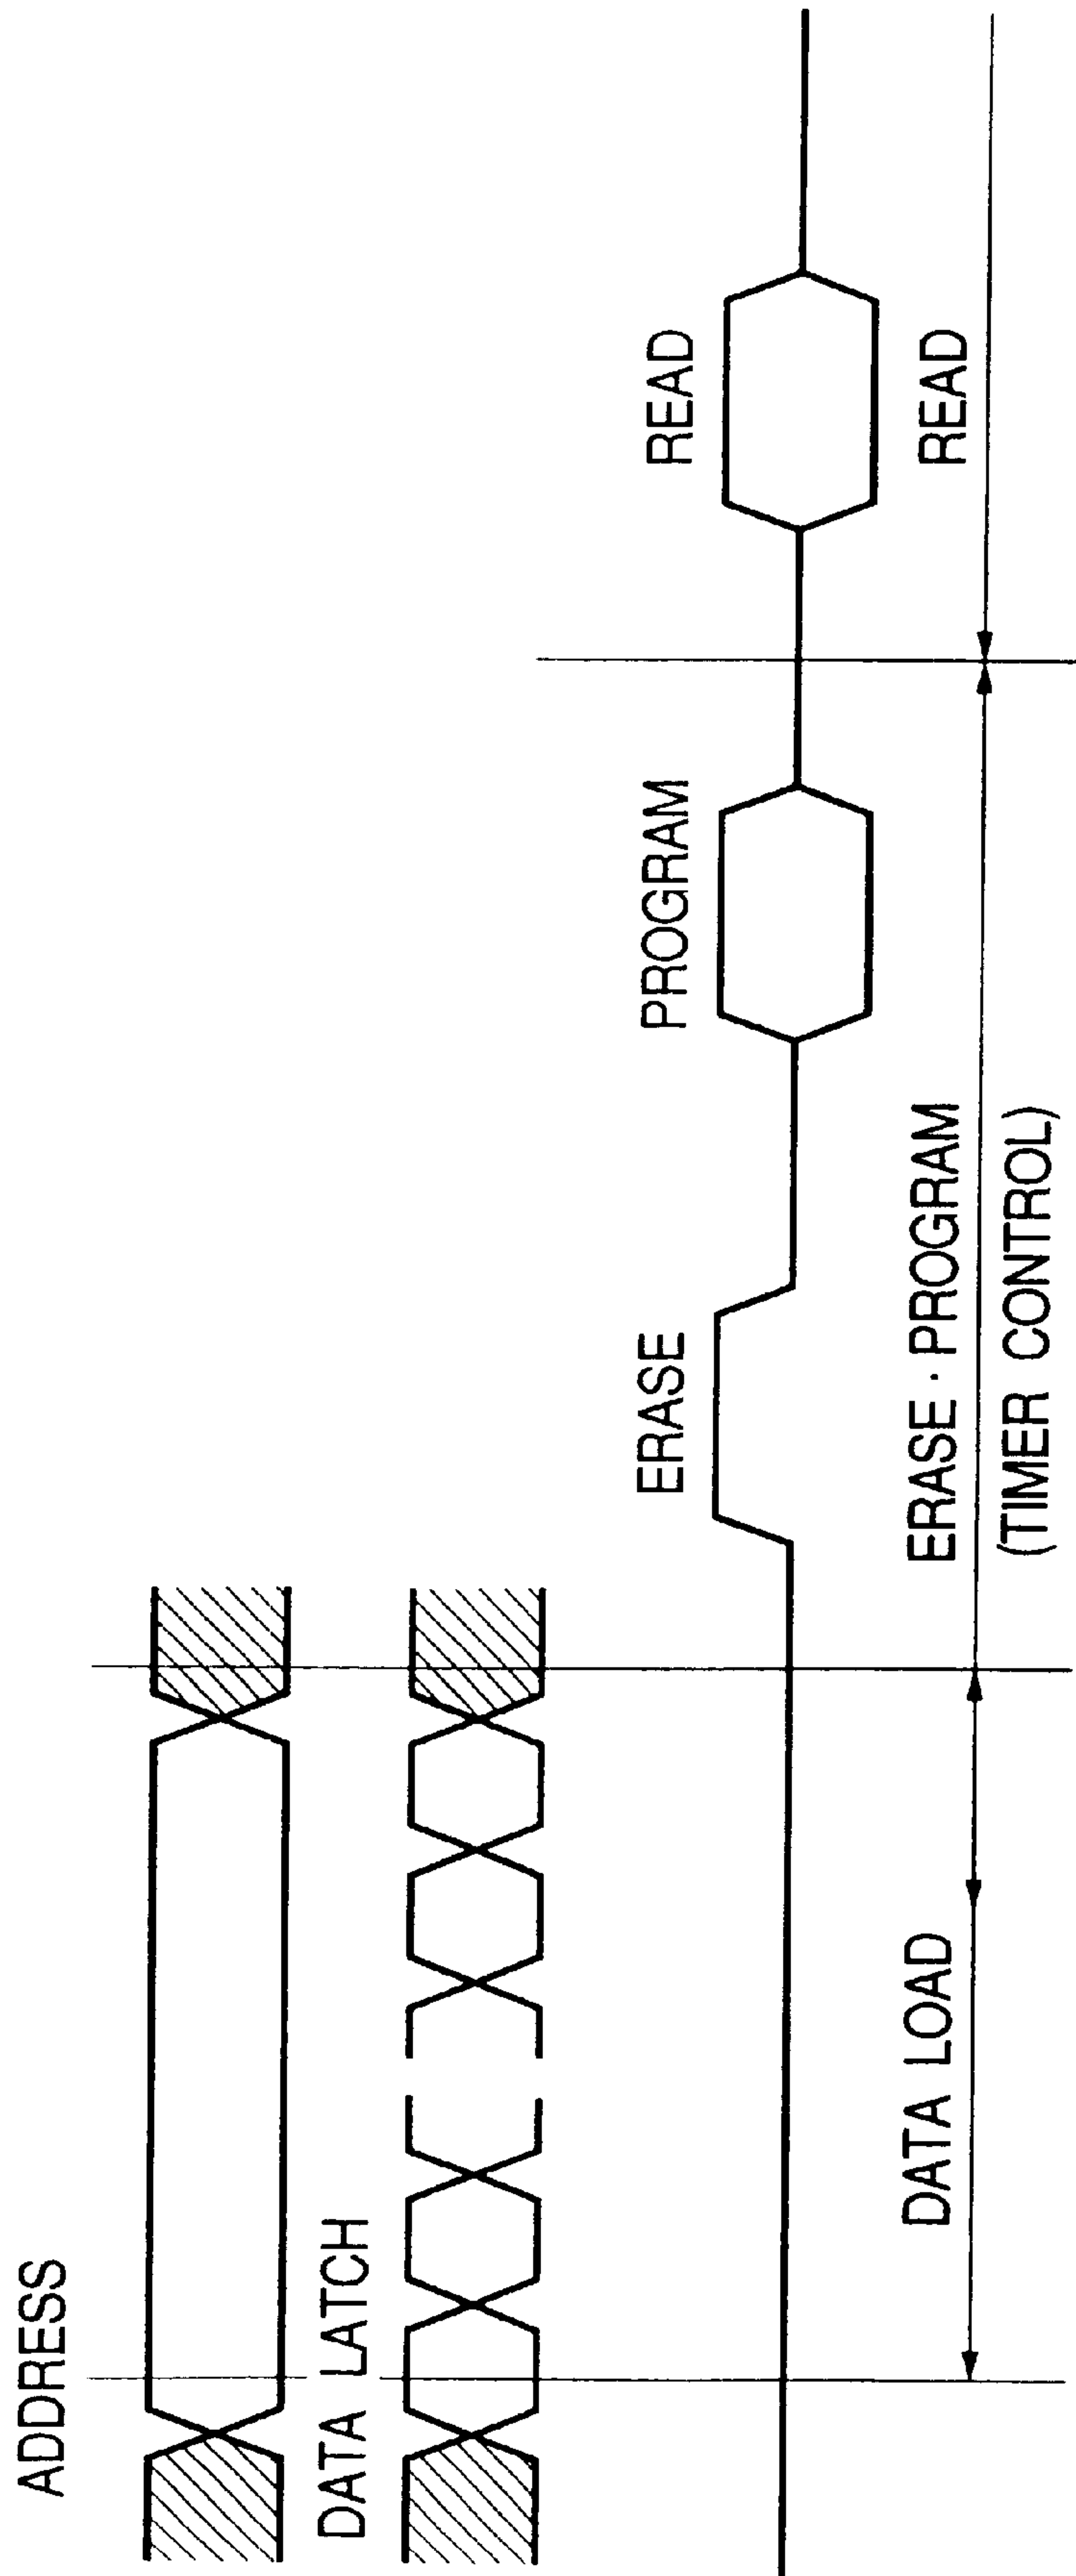 ADDRESS
DATA LATCH
ERASE
PROGRAM
READ
DATA LOAD
ERASE · PROGRAM
(TIMER CONTROL)
READ